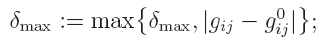 δ_max := max{δ_max, |g_ij − g^0_ij|};